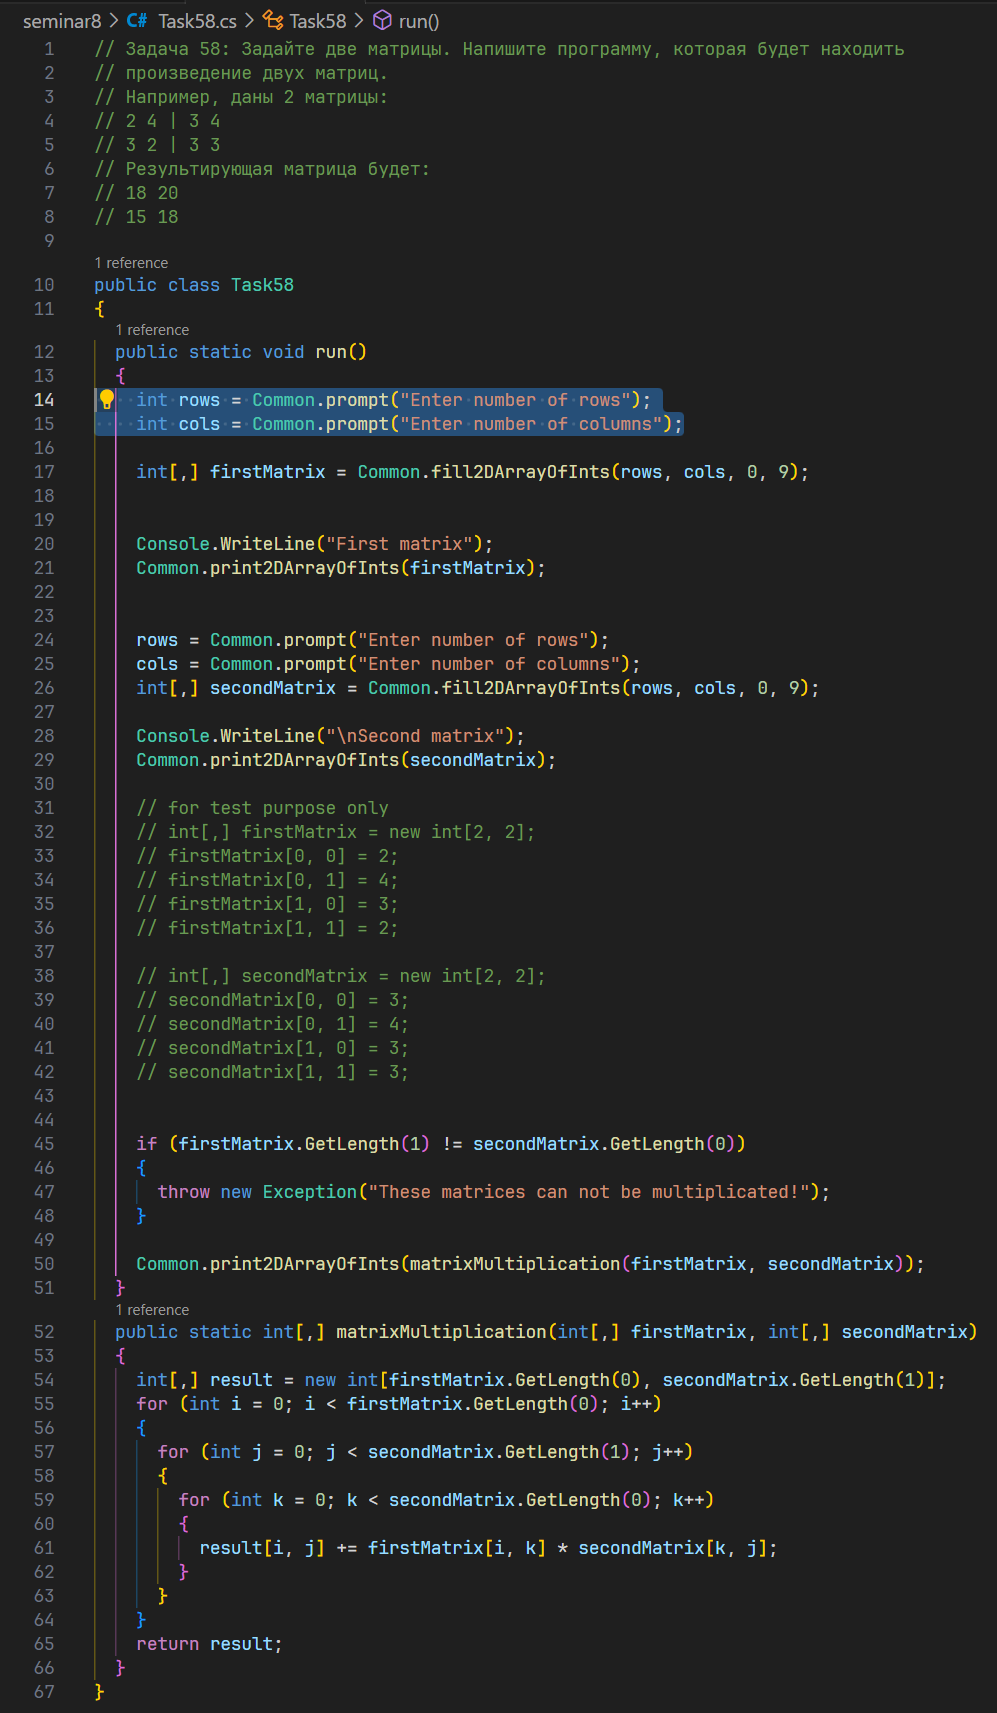 seminar8 > C# Task58.cs > Task58 > run()
1 // Задача 58: Задайте две матрицы. Напишите программу, которая будет находить
2 // произведение двух матриц.
3 // Например, даны 2 матрицы:
4 // 2 4 | 3 4
5 // 3 2 | 3 3
6 // Результирующая матрица будет:
7 // 18 20
8 // 15 18
9
1 reference
10 public class Task58
11 {
1 reference
12 public static void run()
13 {
14 int rows = Common.prompt("Enter number of rows");
15 int cols = Common.prompt("Enter number of columns");
16
17 int[,] firstMatrix = Common.fill2DArrayOfInts(rows, cols, 0, 9);
18
19
20 Console.WriteLine("First matrix");
21 Common.print2DArrayOfInts(firstMatrix);
22
23
24 rows = Common.prompt("Enter number of rows");
25 cols = Common.prompt("Enter number of columns");
26 int[,] secondMatrix = Common.fill2DArrayOfInts(rows, cols, 0, 9);
27
28 Console.WriteLine("\nSecond matrix");
29 Common.print2DArrayOfInts(secondMatrix);
30
31 // for test purpose only
32 // int[,] firstMatrix = new int[2, 2];
33 // firstMatrix[0, 0] = 2;
34 // firstMatrix[0, 1] = 4;
35 // firstMatrix[1, 0] = 3;
36 // firstMatrix[1, 1] = 2;
37
38 // int[,] secondMatrix = new int[2, 2];
39 // secondMatrix[0, 0] = 3;
40 // secondMatrix[0, 1] = 4;
41 // secondMatrix[1, 0] = 3;
42 // secondMatrix[1, 1] = 3;
43
44
45 if (firstMatrix.GetLength(1) != secondMatrix.GetLength(0))
46 {
47 throw new Exception("These matrices can not be multiplicated!");
48 }
49
50 Common.print2DArrayOfInts(matrixMultiplication(firstMatrix, secondMatrix));
51 }
1 reference
52 public static int[,] matrixMultiplication(int[,] firstMatrix, int[,] secondMatrix)
53 {
54 int[,] result = new int[firstMatrix.GetLength(0), secondMatrix.GetLength(1)];
55 for (int i = 0; i < firstMatrix.GetLength(0); i++)
56 {
57 for (int j = 0; j < secondMatrix.GetLength(1); j++)
58 {
59 for (int k = 0; k < secondMatrix.GetLength(0); k++)
60 {
61 result[i, j] += firstMatrix[i, k] * secondMatrix[k, j];
62 }
63 }
64 }
65 return result;
66 }
67 }